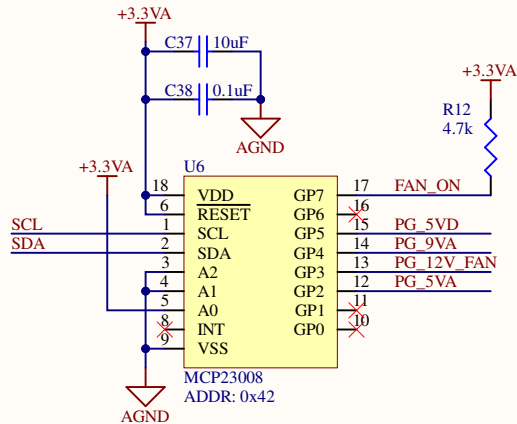 +3.3VA
C37 10uF
C38 0.1uF
+3.3VA
R12
4.7k
AGND
+3.3VA
U6
18 VDD GP7 17 FAN_ON
6 RESET GP6 16
SCL 1 SCL GP5 15 PG_5VD
SDA 2 SDA GP4 14 PG_9VA
3 A2 GP3 13 PG_12V_FAN
4 A1 GP2 12 PG_5VA
5 A0 GP1 11
8 INT GP0 10
9 VSS
MCP23008
ADDR: 0x42
AGND